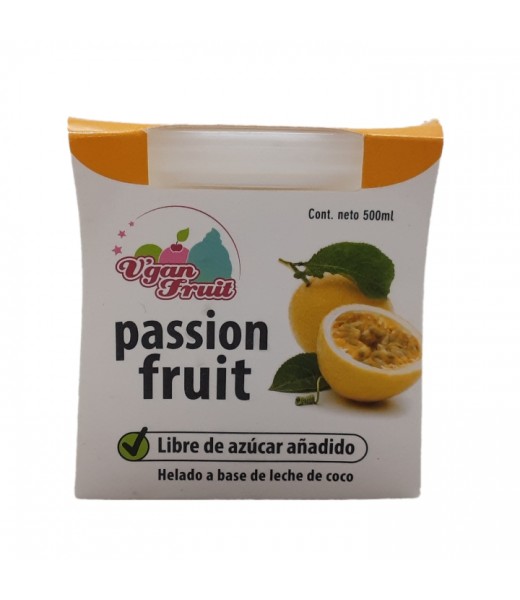 Cont. neto 500ml
V'gan
Fruit
passion
fruit
Libre de azúcar añadido
Helado a base de leche de coco